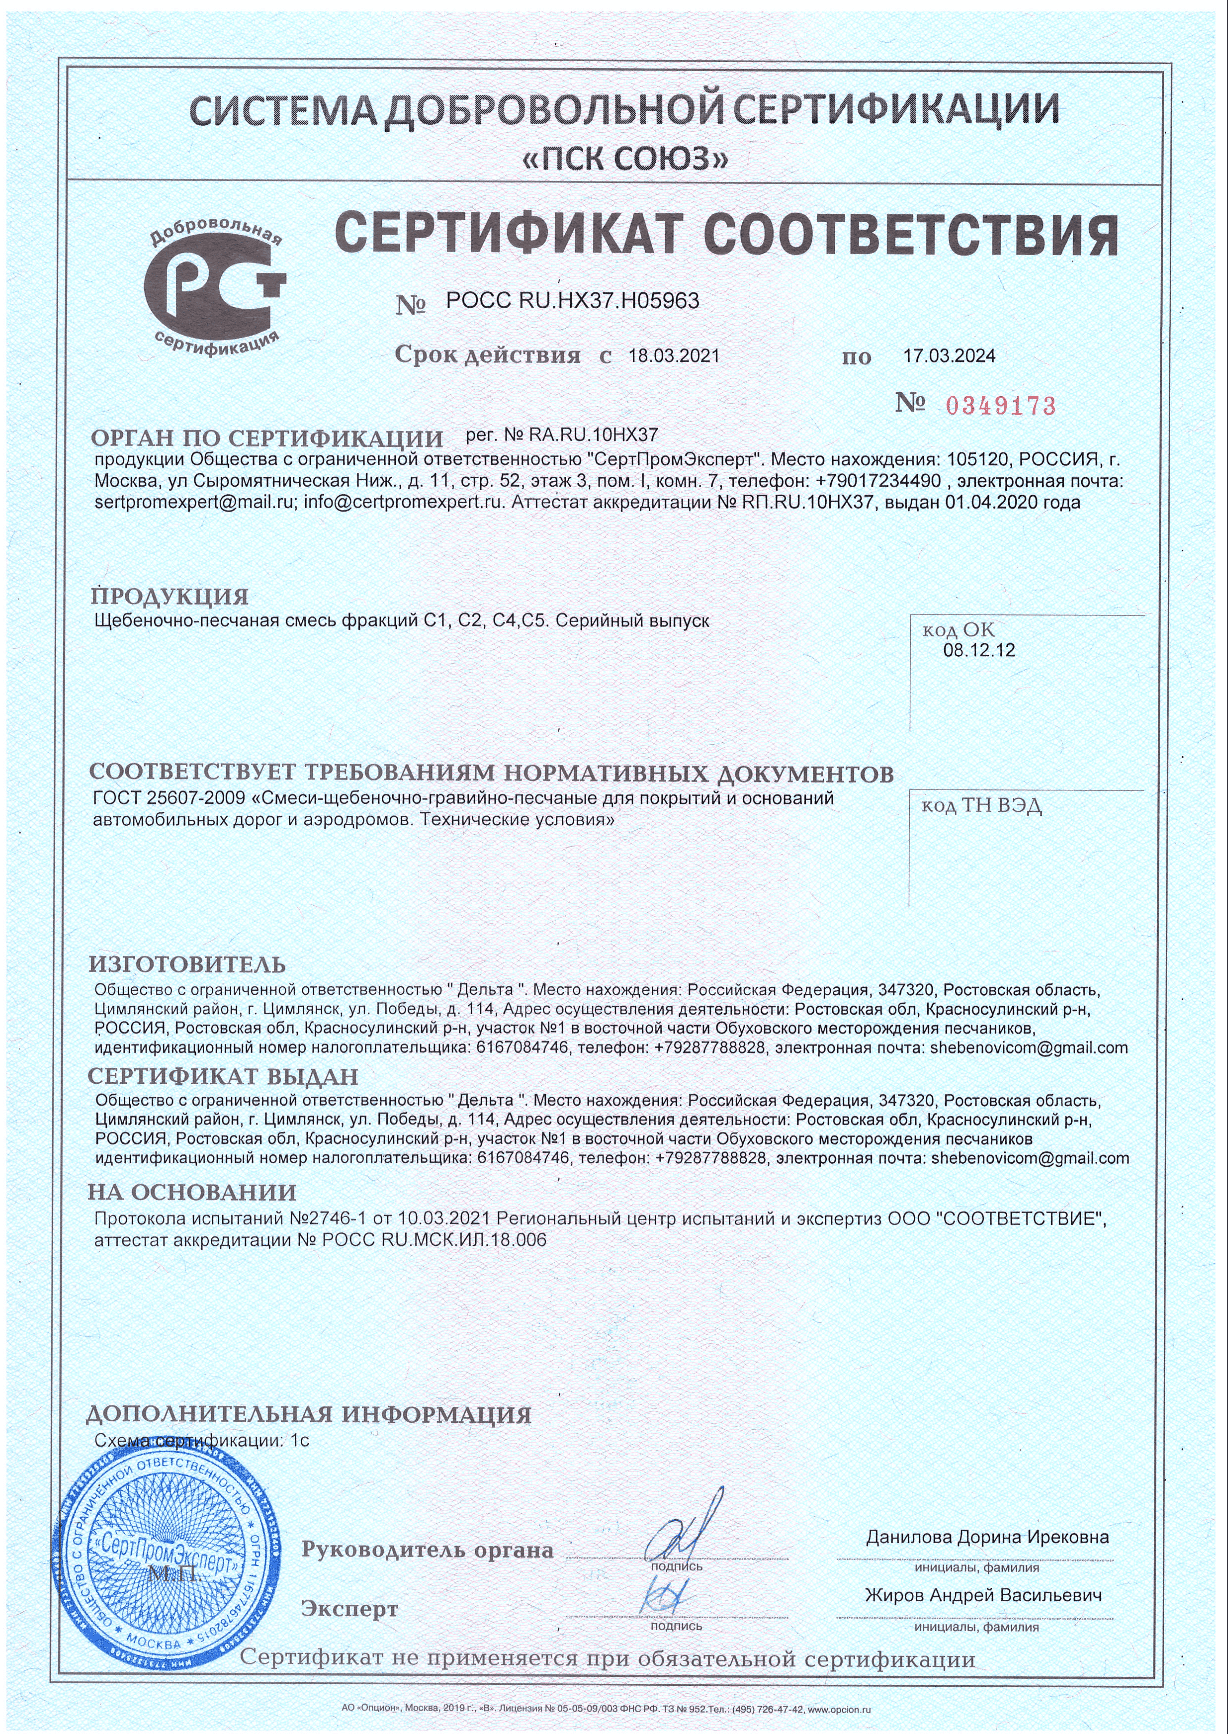 СИСТЕМА ДОБРОВОЛЬНОЙ СЕРТИФИКАЦИИ
«ПСК СОЮЗ»
Добровольная
РСТ
сертификация
СЕРТИФИКАТ СООТВЕТСТВИЯ
№ РОСС RU.НХ37.Н05963
Срок действия с 18.03.2021 по 17.03.2024
№ 0349173
ОРГАН ПО СЕРТИФИКАЦИИ рег. № RA.RU.10НХ37
продукции Общества с ограниченной ответственностью "СертПромЭксперт". Место нахождения: 105120, РОССИЯ, г.
Москва, ул Сыромятническая Ниж., д. 11, стр. 52, этаж 3, пом. I, комн. 7, телефон: +79017234490 , электронная почта:
sertpromexpert@mail.ru; info@certpromexpert.ru. Аттестат аккредитации № RП.RU.10НХ37, выдан 01.04.2020 года
ПРОДУКЦИЯ
Щебеночно-песчаная смесь фракций С1, С2, С4,С5. Серийный выпуск
код ОК
08.12.12
СООТВЕТСТВУЕТ ТРЕБОВАНИЯМ НОРМАТИВНЫХ ДОКУМЕНТОВ
ГОСТ 25607-2009 «Смеси-щебеночно-гравийно-песчаные для покрытий и оснований
автомобильных дорог и аэродромов. Технические условия»
код ТН ВЭД
ИЗГОТОВИТЕЛЬ
Общество с ограниченной ответственностью " Дельта ". Место нахождения: Российская Федерация, 347320, Ростовская область,
Цимлянский район, г. Цимлянск, ул. Победы, д. 114, Адрес осуществления деятельности: Ростовская обл, Красносулинский р-н,
РОССИЯ, Ростовская обл, Красносулинский р-н, участок №1 в восточной части Обуховского месторождения песчаников,
идентификационный номер налогоплательщика: 6167084746, телефон: +79287788828, электронная почта: shebenovicom@gmail.com
СЕРТИФИКАТ ВЫДАН
Общество с ограниченной ответственностью " Дельта ". Место нахождения: Российская Федерация, 347320, Ростовская область,
Цимлянский район, г. Цимлянск, ул. Победы, д. 114, Адрес осуществления деятельности: Ростовская обл, Красносулинский р-н,
РОССИЯ, Ростовская обл, Красносулинский р-н, участок №1 в восточной части Обуховского месторождения песчаников
идентификационный номер налогоплательщика: 6167084746, телефон: +79287788828, электронная почта: shebenovicom@gmail.com
НА ОСНОВАНИИ
Протокола испытаний №2746-1 от 10.03.2021 Региональный центр испытаний и экспертиз ООО "СООТВЕТСТВИЕ",
аттестат аккредитации № РОСС RU.МСК.ИЛ.18.006
ДОПОЛНИТЕЛЬНАЯ ИНФОРМАЦИЯ
Схема сертификации: 1с
ОБЩЕСТВО С ОГРАНИЧЕННОЙ ОТВЕТСТВЕННОСТЬЮ * ОГРН 1167746782015
* МОСКВА *
«СертПромЭксперт»
М.П.
Руководитель органа
подпись
Данилова Дорина Ирековна
инициалы, фамилия
Эксперт
подпись
Жиров Андрей Васильевич
инициалы, фамилия
Сертификат не применяется при обязательной сертификации
АО «Опцион», Москва, 2019 г., «В». Лицензия № 05-05-09/003 ФНС РФ. ТЗ № 952.Тел.: (495) 726-47-42, www.opcion.ru